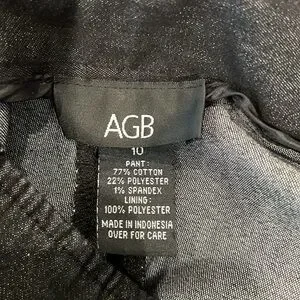 AGB
10
PANT:
77% COTTON
22% POLYESTER
1% SPANDEX
LINING:
100% POLYESTER
MADE IN INDONESIA
OVER FOR CARE